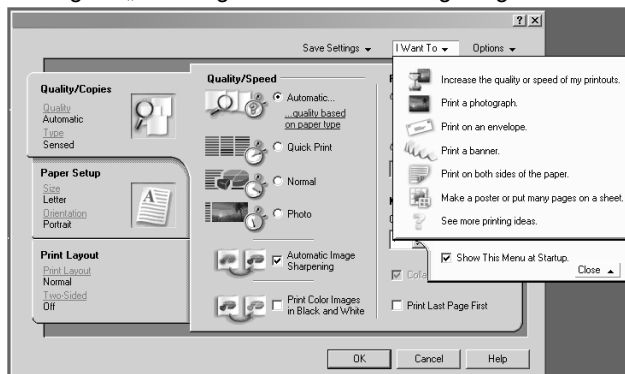 Save Settings
I Want To
Options
Quality/Copies
Quality
Automatic
Type
Sensed
Paper Setup
Size
Letter
Orientation
Portrait
Print Layout
Print Layout
Normal
Two-Sided
Off
Quality/Speed
Automatic...
...quality based
on paper type
Quick Print
Normal
Photo
Automatic Image
Sharpening
Print Color Images
in Black and White
Increase the quality or speed of my printouts.
Print a photograph.
Print on an envelope.
Print a banner.
Print on both sides of the paper.
Make a poster or put many pages on a sheet.
See more printing ideas.
Show This Menu at Startup.
Close
Print Last Page First
OK
Cancel
Help